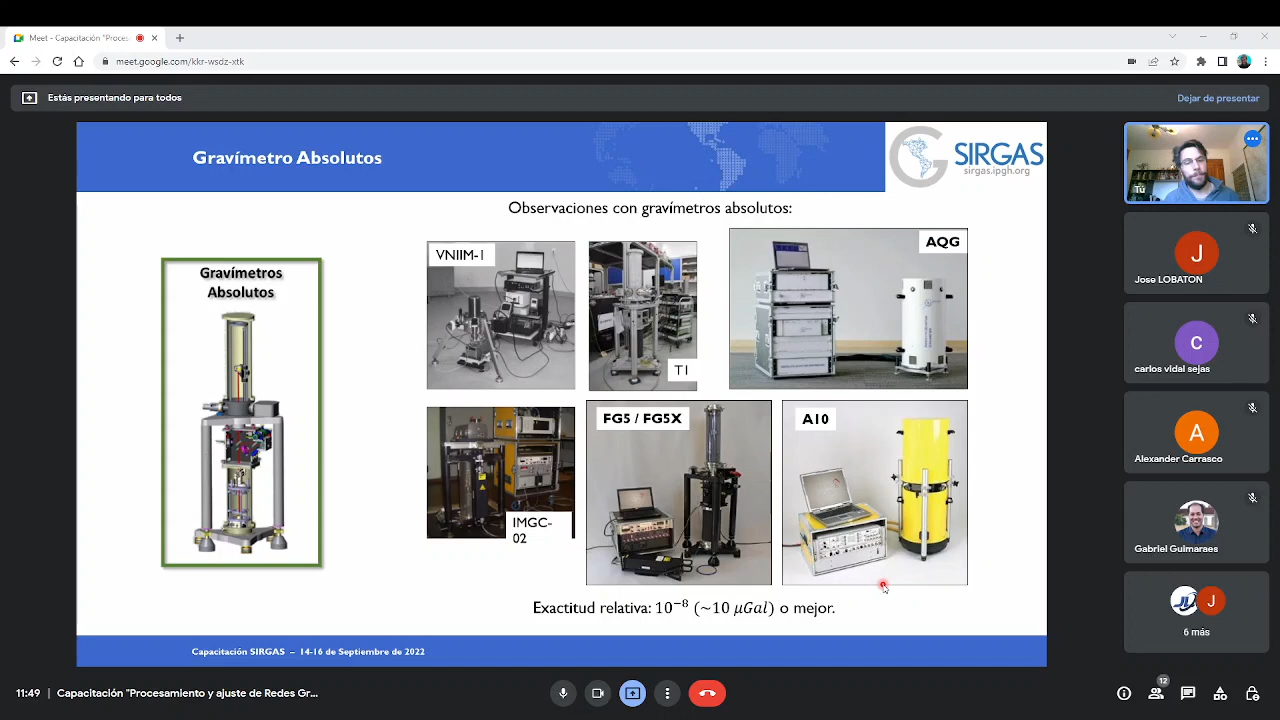 Meet - Capacitación "Proces
meet.google.com/kkr-wsdz-xtk
Estás presentando para todos
Dejar de presentar
Gravímetro Absolutos
SIRGAS
sirgas.ipgh.org
Observaciones con gravímetros absolutos:
Gravímetros
Absolutos
VNIIM-1
T1
AQG
IMGC-
02
FG5 / FG5X
A10
Exactitud relativa: 10⁻⁸ (~10 μGal) o mejor.
Capacitación SIRGAS – 14-16 de Septiembre de 2022
Tú
J
Jose LOBATON
c
carlos vidal sejas
A
Alexander Carrasco
Gabriel Guimaraes
J
6 más
11:49
Capacitación "Procesamiento y ajuste de Redes Gr...
12